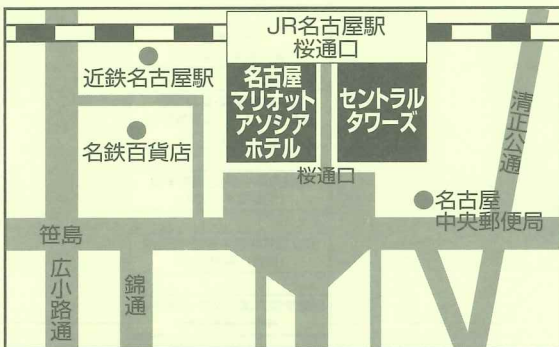 JR名古屋駅
桜通口
近鉄名古屋駅
名古屋
マリオット
アソシア
ホテル
セントラル
タワーズ
清正公通
名鉄百貨店
桜通口
名古屋
中央郵便局
笹島
広小路通
錦通